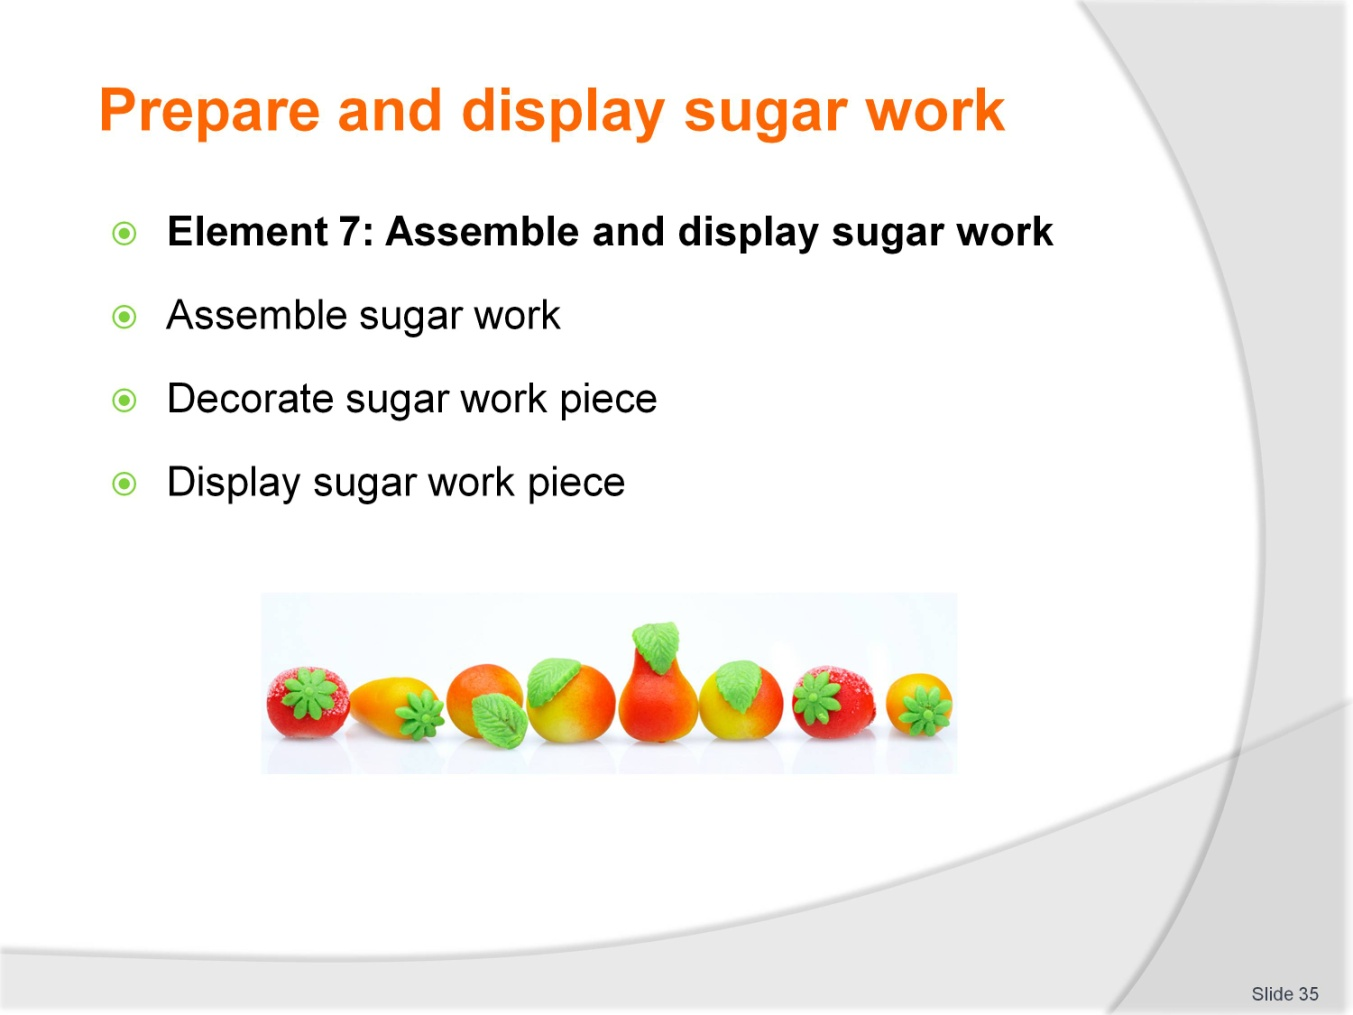 Prepare and display sugar work
Element 7: Assemble and display sugar work
Assemble sugar work
Decorate sugar work piece
Display sugar work piece
Slide 35